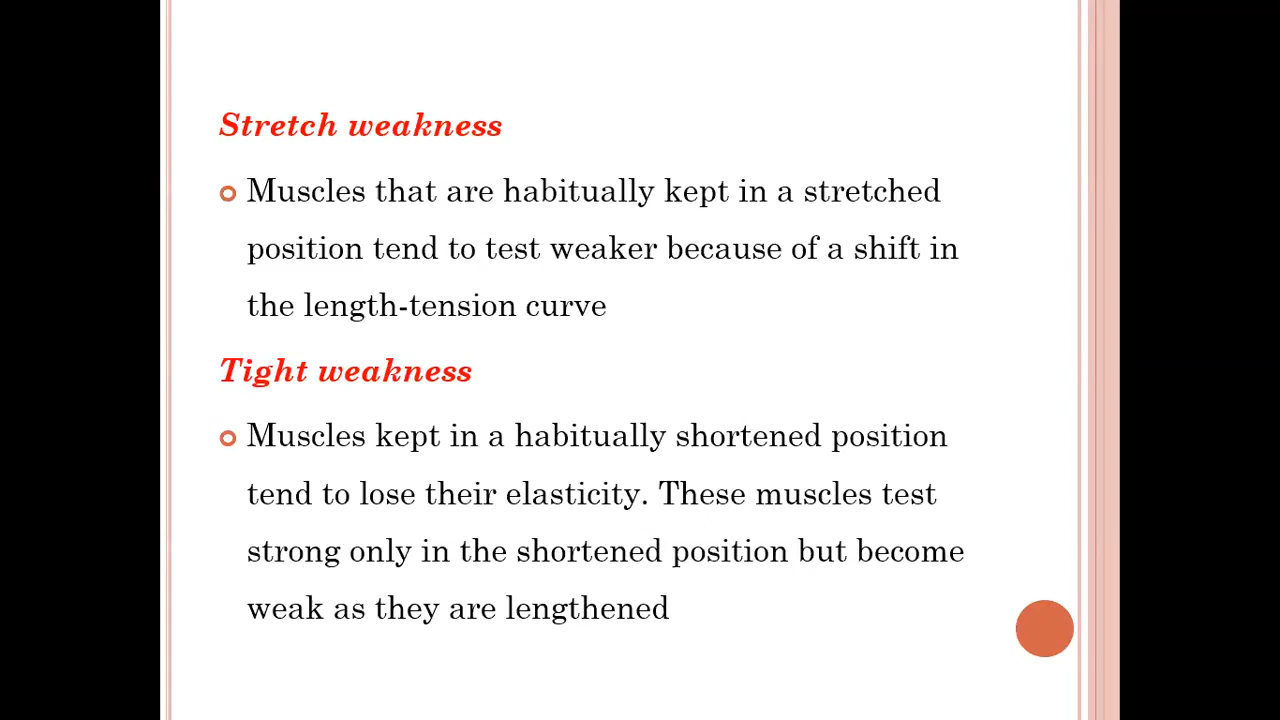 Stretch weakness
Muscles that are habitually kept in a stretched
position tend to test weaker because of a shift in
the length-tension curve
Tight weakness
Muscles kept in a habitually shortened position
tend to lose their elasticity. These muscles test
strong only in the shortened position but become
weak as they are lengthened